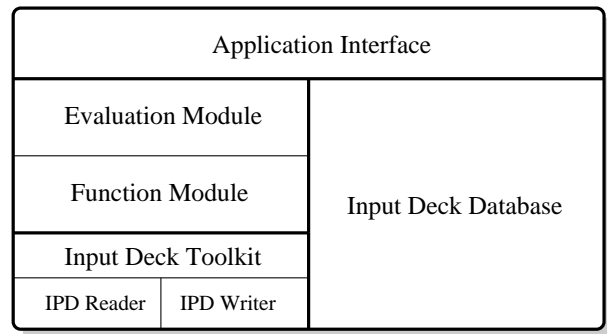 Application Interface
Evaluation Module
Function Module
Input Deck Database
Input Deck Toolkit
IPD Reader
IPD Writer